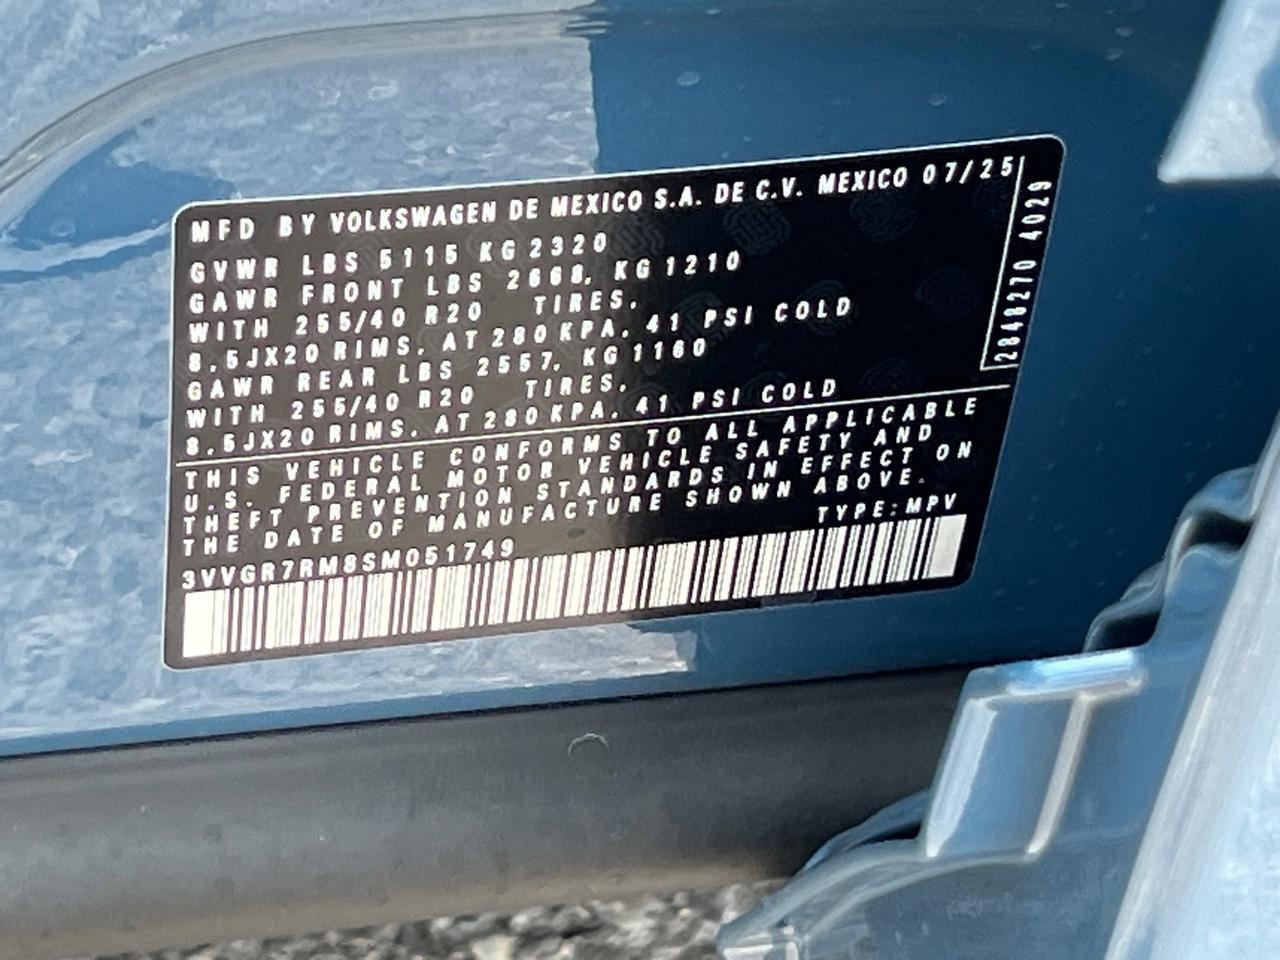 MFD BY VOLKSWAGEN DE MEXICO S.A. DE C.V. MEXICO 07/25
GVWR LBS 5115 KG 2320
GAWR FRONT LBS 2668, KG 1210
WITH 255/40 R20 TIRES.
8.5JX20 RIMS. AT 280 KPA. 41 PSI COLD
GAWR REAR LBS 2557, KG 1160
WITH 255/40 R20 TIRES.
8.5JX20 RIMS. AT 280 KPA. 41 PSI COLD
2848270 4029
THIS VEHICLE CONFORMS TO ALL APPLICABLE
U.S. FEDERAL MOTOR VEHICLE SAFETY AND
THEFT PREVENTION STANDARDS IN EFFECT ON
THE DATE OF MANUFACTURE SHOWN ABOVE.
TYPE:MPV
3VVGR7RM8SM051749